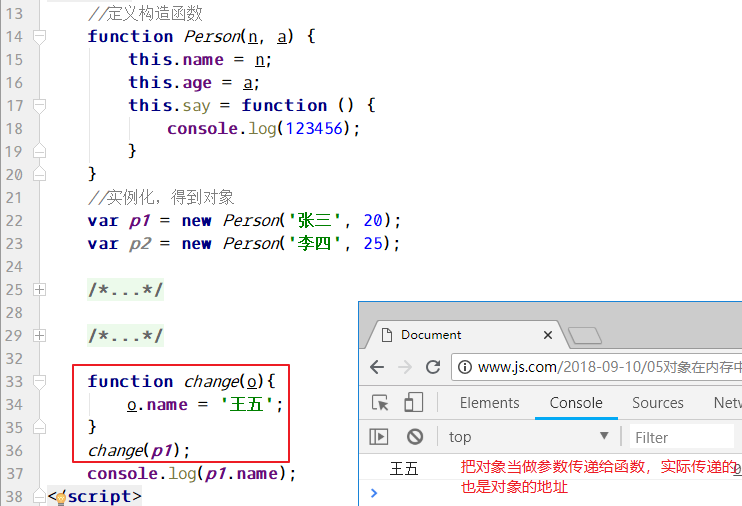 13 //定义构造函数
14 function Person(n, a) {
15 this.name = n;
16 this.age = a;
17 this.say = function () {
18 console.log(123456);
19 }
20 }
21 //实例化，得到对象
22 var p1 = new Person('张三', 20);
23 var p2 = new Person('李四', 25);
24
25 /*...*/
28
29 /*...*/
32
33 function change(o){
34 o.name = '王五';
35 }
36 change(p1);
37 console.log(p1.name);
38 </script>
Document
www.js.com/2018-09-10/05对象在内存中
Elements Console Sources Netw
top Filter
王五 把对象当做参数传递给函数，实际传递的
也是对象的地址